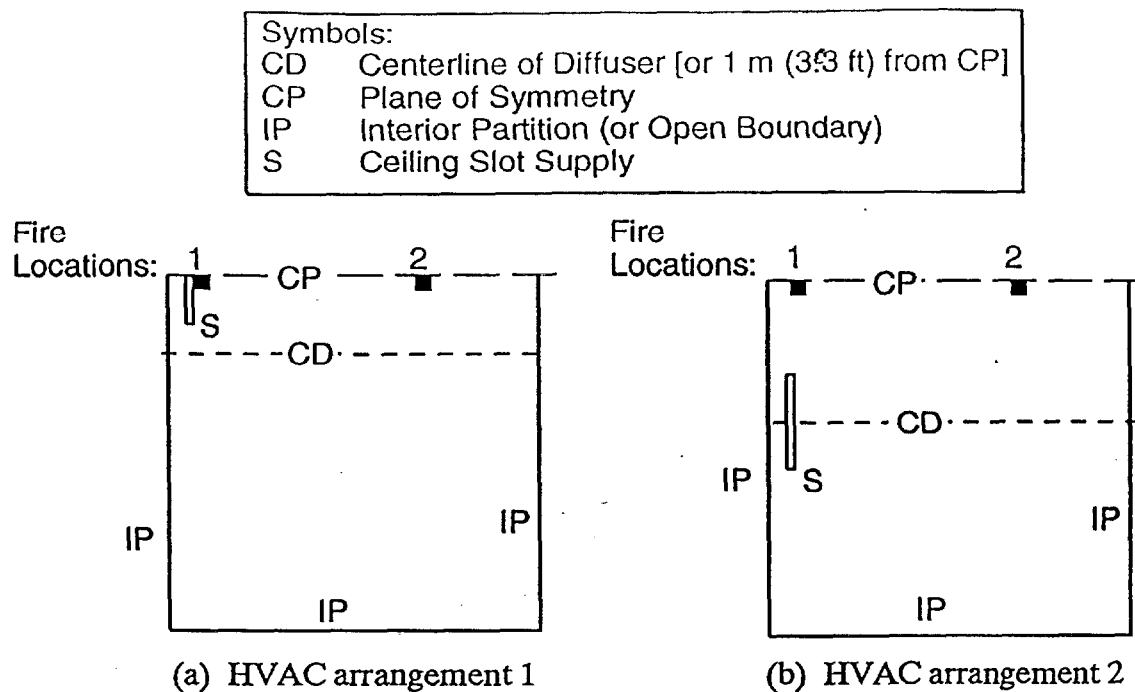 Symbols:
CD Centerline of Diffuser [or 1 m (3.3 ft) from CP]
CP Plane of Symmetry
IP Interior Partition (or Open Boundary)
S Ceiling Slot Supply
Fire
Locations:
1
2
CP
S
CD
IP
IP
IP
(a) HVAC arrangement 1
Fire
Locations:
1
2
CP
CD
S
IP
IP
IP
(b) HVAC arrangement 2